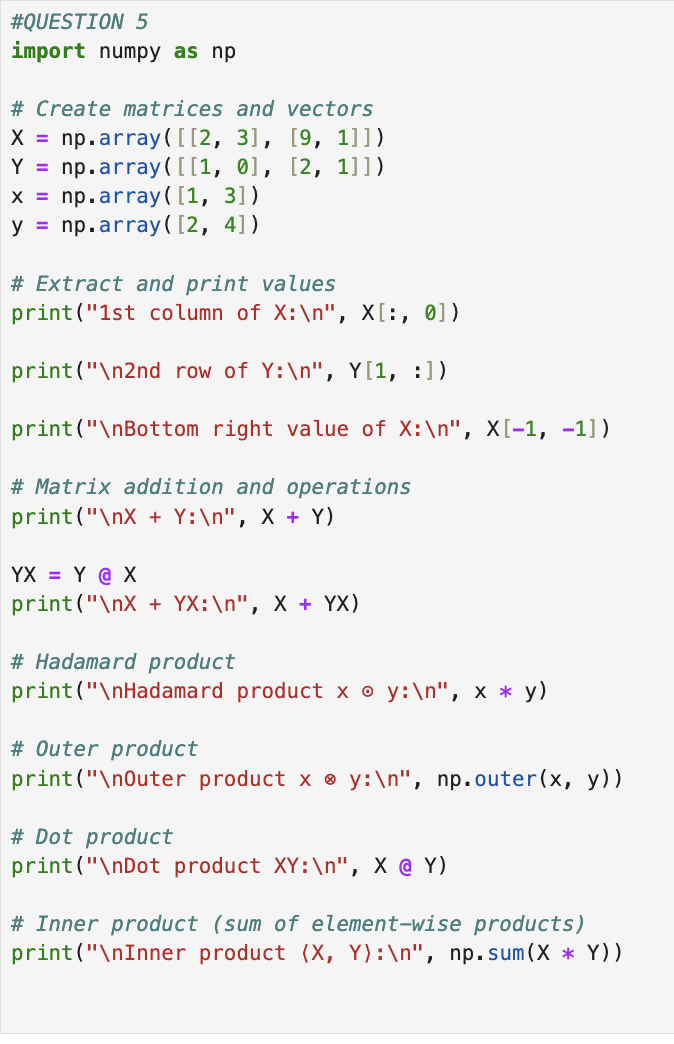 #QUESTION 5
import numpy as np
# Create matrices and vectors
X = np.array([[2, 3], [9, 1]])
Y = np.array([[1, 0], [2, 1]])
x = np.array([1, 3])
y = np.array([2, 4])
# Extract and print values
print("1st column of X:\n", X[:, 0])
print("\n2nd row of Y:\n", Y[1, :])
print("\nBottom right value of X:\n", X[-1, -1])
# Matrix addition and operations
print("\nX + Y:\n", X + Y)
YX = Y @ X
print("\nX + YX:\n", X + YX)
# Hadamard product
print("\nHadamard product x ⊙ y:\n", x * y)
# Outer product
print("\nOuter product x ⊗ y:\n", np.outer(x, y))
# Dot product
print("\nDot product XY:\n", X @ Y)
# Inner product (sum of element-wise products)
print("\nInner product ⟨X, Y⟩:\n", np.sum(X * Y))